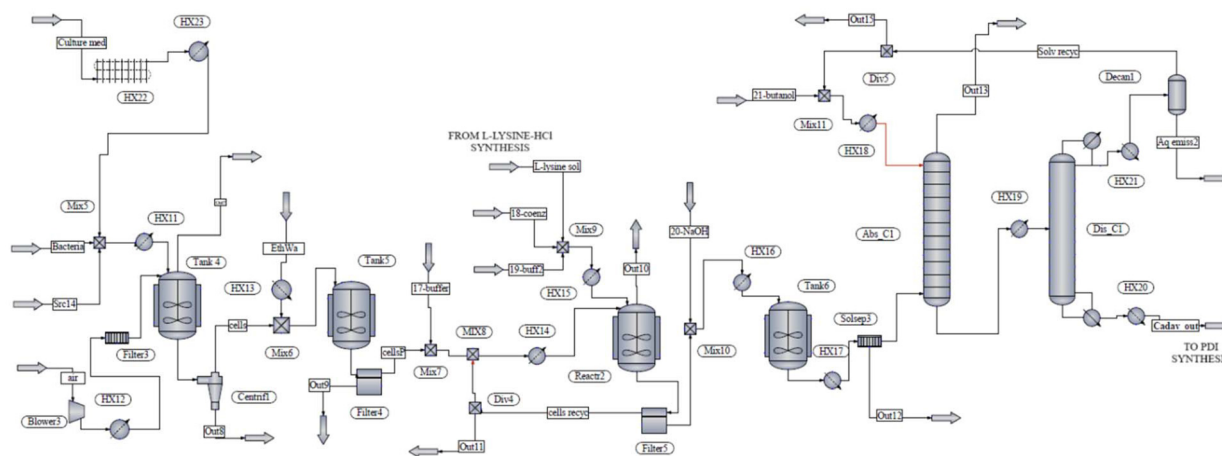 Culture med
HX23
HX22
Mix5
HX11
Bacteria
Src14
Tank 4
Filter3
air
HX12
Blower3
cells
Centrif1
Out8
EthWa
HX13
Mix6
Tank5
Out9
cellsP
Filter4
17-buffer
Mix7
MIX8
HX14
Div4
Out11
cells recyc
FROM L-LYSINE-HCl
SYNTHESIS
L-lysine sol
18-coenz
Mix9
19-buff2
HX15
Out10
Reactr2
Filter5
20-NaOH
Mix10
HX16
Tank6
HX17
Solsep3
Out12
Out15
Div5
21-butanol
Mix11
HX18
Abs_C1
Out13
Solv recyc
HX19
Decan1
HX21
Aq emiss2
Dis_C1
HX20
Cadav out
TO PDI
SYNTHESIS